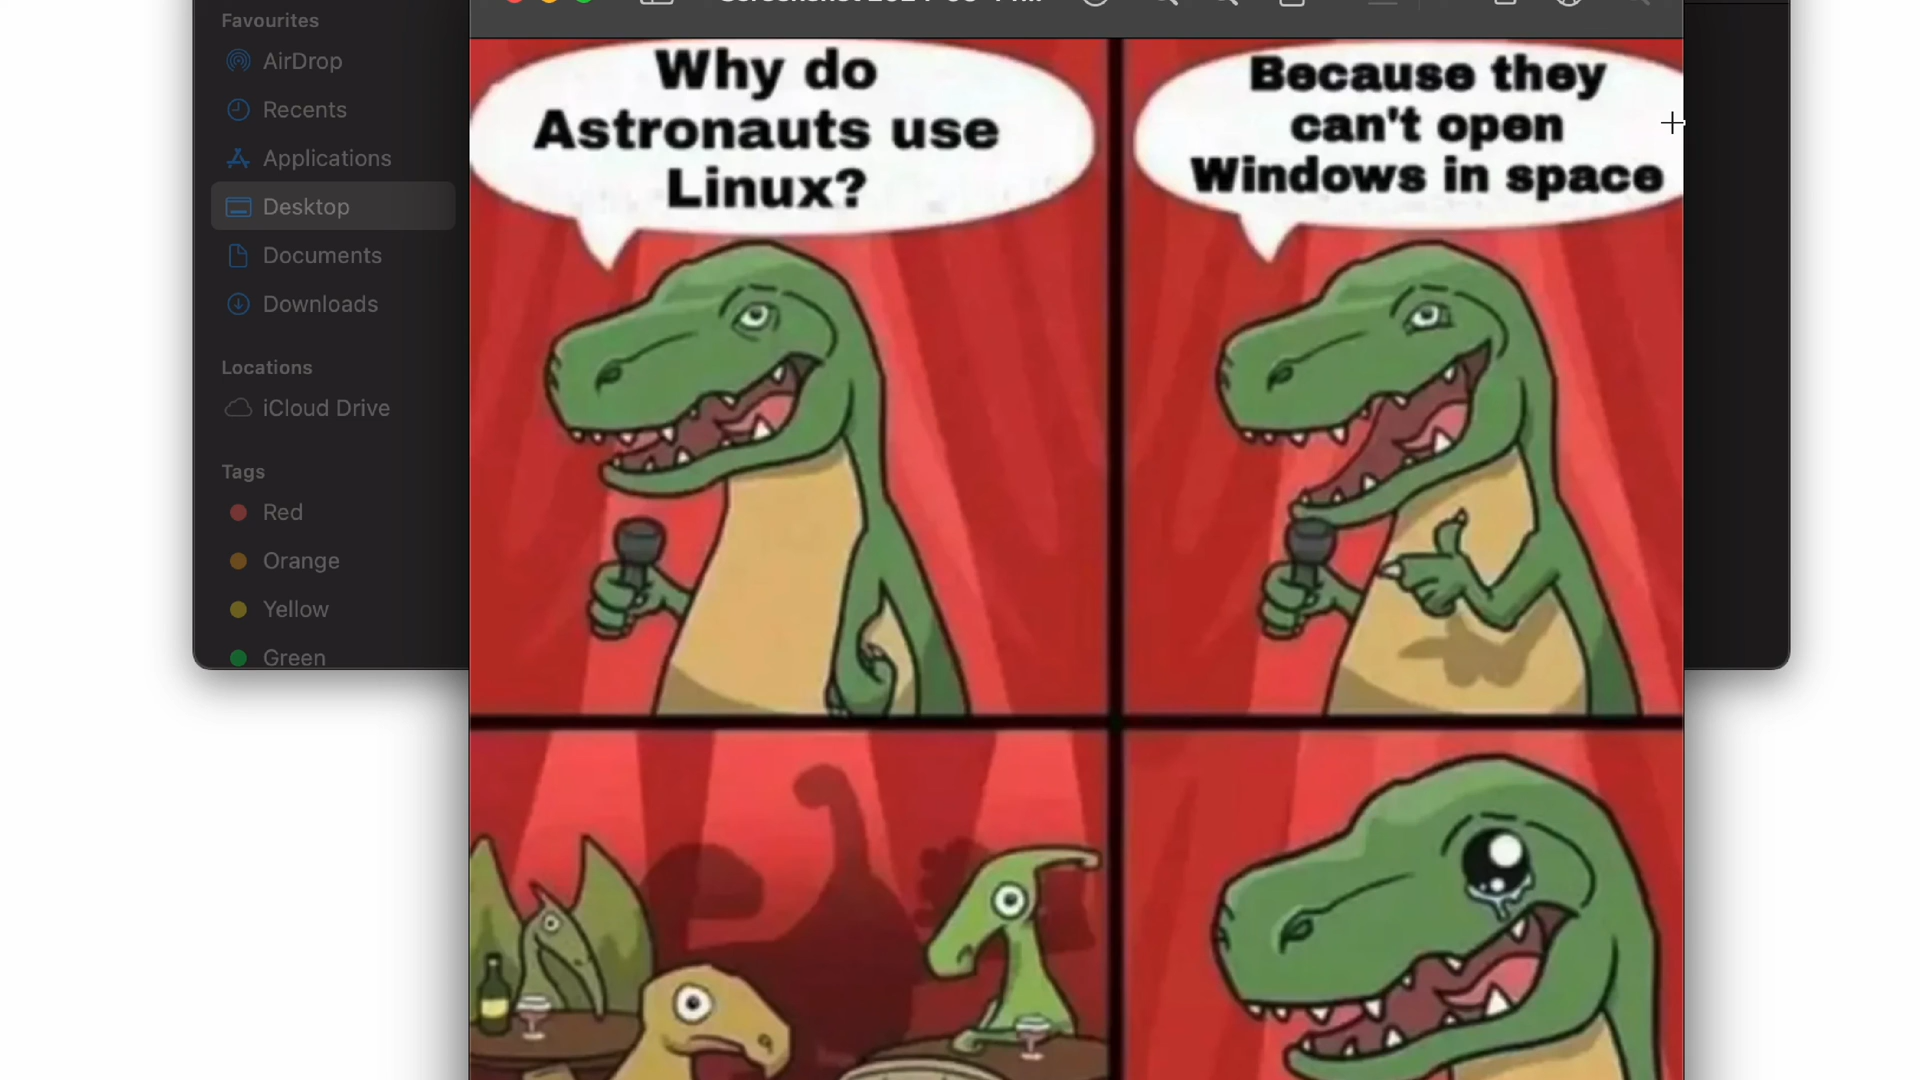 Favourites
AirDrop
Recents
Applications
Desktop
Documents
Downloads
Locations
iCloud Drive
Tags
Red
Orange
Yellow
Green
Why do
Astronauts use
Linux?
Because they
can't open
Windows in space